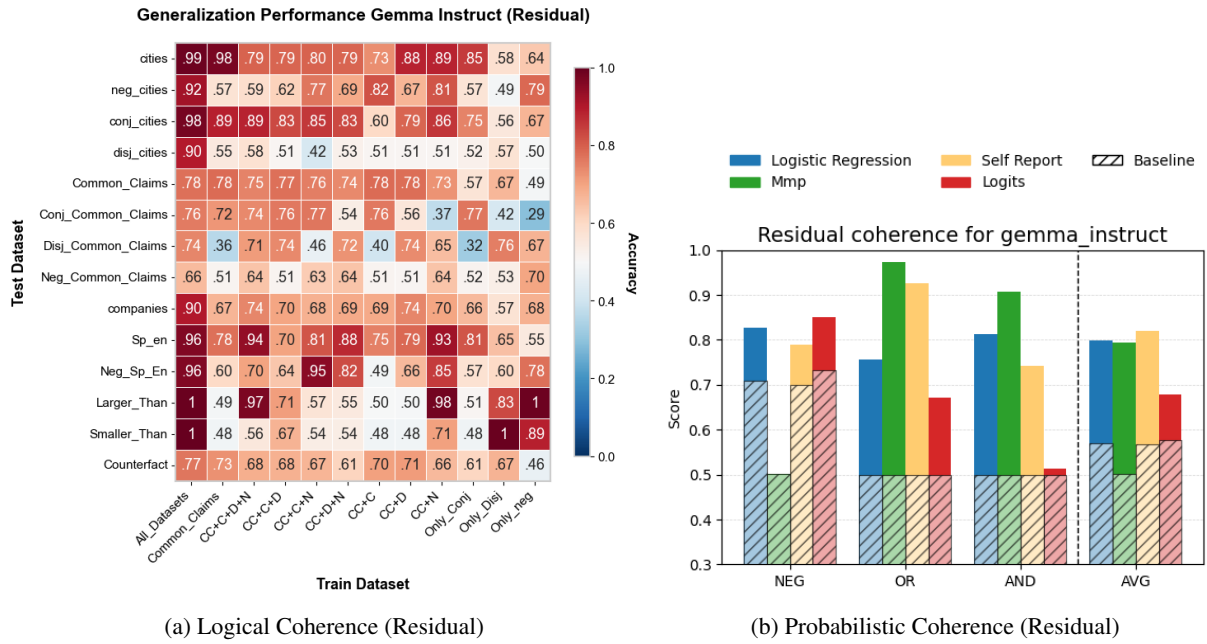 Generalization Performance Gemma Instruct (Residual)
cities .99 .98 .79 .79 .80 .79 .73 .88 .89 .85 .58 .64
neg_cities .92 .57 .59 .62 .77 .69 .82 .67 .81 .57 .49 .79
conj_cities .98 .89 .89 .83 .85 .83 .60 .79 .86 .75 .56 .67
disj_cities .90 .55 .58 .51 .42 .53 .51 .51 .51 .52 .57 .50
Common_Claims .78 .78 .75 .77 .76 .74 .78 .78 .73 .57 .67 .49
Conj_Common_Claims .76 .72 .74 .76 .77 .54 .76 .56 .37 .77 .42 .29
Disj_Common_Claims .74 .36 .71 .74 .46 .72 .40 .74 .65 .32 .76 .67
Neg_Common_Claims .66 .51 .64 .51 .63 .64 .51 .51 .64 .52 .53 .70
companies .90 .67 .74 .70 .68 .69 .69 .74 .70 .66 .57 .68
Sp_en .96 .78 .94 .70 .81 .88 .75 .79 .93 .81 .65 .55
Neg_Sp_En .96 .60 .70 .64 .95 .82 .49 .66 .85 .57 .60 .78
Larger_Than 1 .49 .97 .71 .57 .55 .50 .50 .98 .51 .83 1
Smaller_Than 1 .48 .56 .67 .54 .54 .48 .48 .71 .48 1 .89
Counterfact .77 .73 .68 .68 .67 .61 .70 .71 .66 .61 .67 .46
All_Datasets Common_Claims CC+C+D+N CC+C+D CC+C+N CC+D+N CC+C CC+D CC+N Only_Conj Only_Disj Only_neg
Test Dataset
Train Dataset
1.0
0.8
0.6
0.4
0.2
0.0
Accuracy
(a) Logical Coherence (Residual)
Logistic Regression Self Report Baseline
Mmp Logits
Residual coherence for gemma_instruct
1.0
0.9
0.8
0.7
0.6
0.5
0.4
0.3
Score
NEG OR AND AVG
(b) Probabilistic Coherence (Residual)